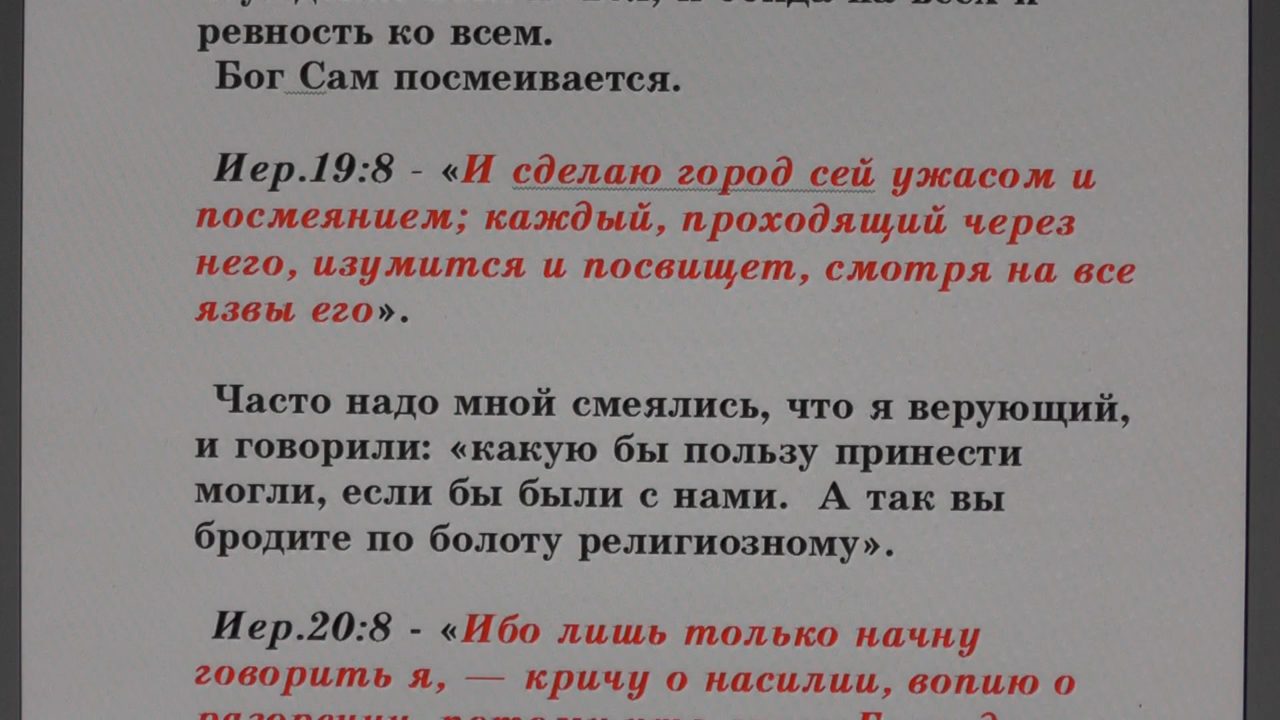 ревность ко всем.
Бог Сам посмеивается.
Иер.19:8 - «И сделаю город сей ужасом и
посмеянием; каждый, проходящий через
него, изумится и посвищет, смотря на все
язвы его».
Часто надо мной смеялись, что я верующий,
и говорили: «какую бы пользу принести
могли, если бы были с нами. А так вы
бродите по болоту религиозному».
Иер.20:8 - «Ибо лишь только начну
говорить я, — кричу о насилии, вопию о